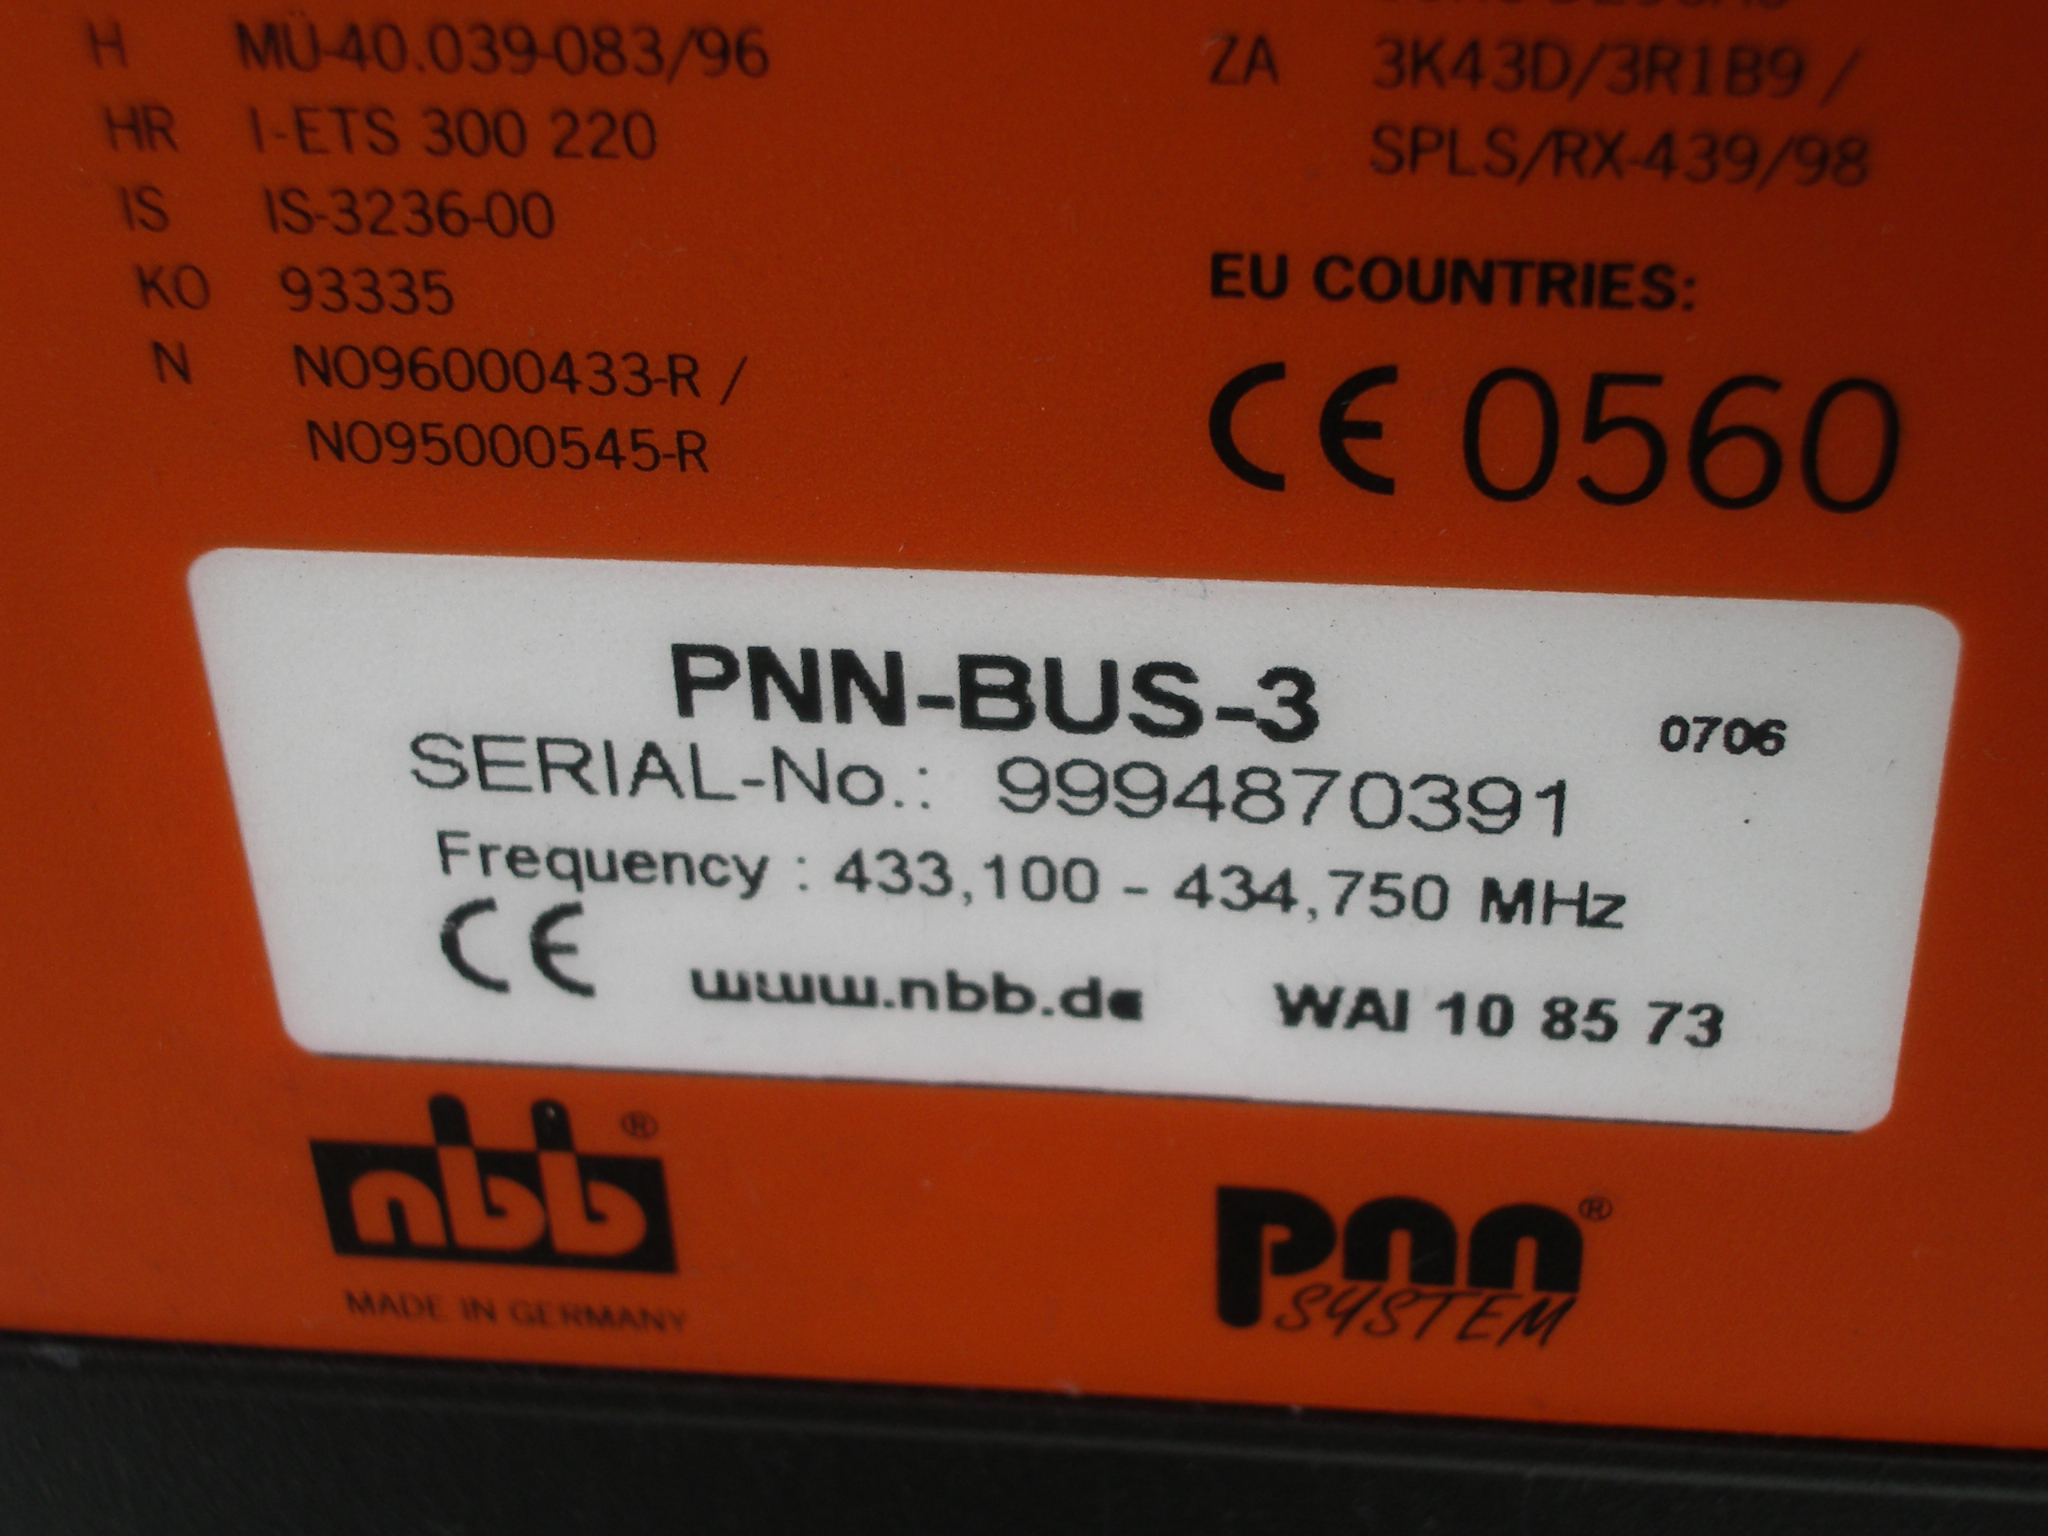 H MÜ-40.039-083/96
HR I-ETS 300 220
IS IS-3236-00
KO 93335
N NO96000433-R /
NO95000545-R
ZA 3K43D/3R1B9 /
SPLS/RX-439/98
EU COUNTRIES:
CE 0560
PNN-BUS-3
0706
SERIAL-No.: 9994870391
Frequency : 433,100 - 434,750 MHz
CE www.nbb.de WAI 10 85 73
nbb®
MADE IN GERMANY
pnn®
SYSTEM